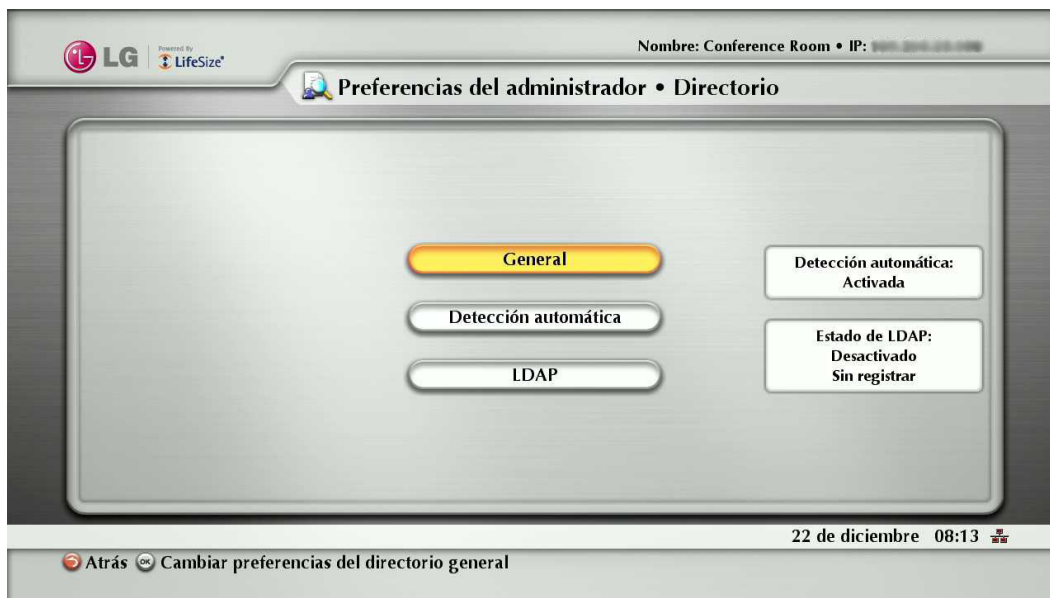 Nombre: Conference Room • IP:
LG Powered By LifeSize®
Preferencias del administrador • Directorio
General
Detección automática
LDAP
Detección automática:
Activada
Estado de LDAP:
Desactivado
Sin registrar
22 de diciembre 08:13
Atrás OK Cambiar preferencias del directorio general